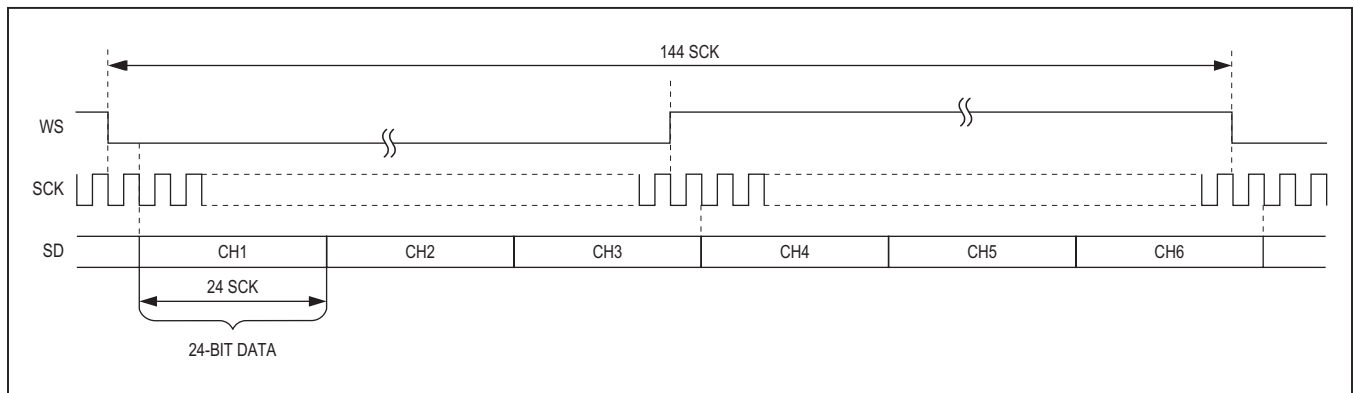 144 SCK
WS
SCK
SD
CH1
CH2
CH3
CH4
CH5
CH6
24 SCK
24-BIT DATA